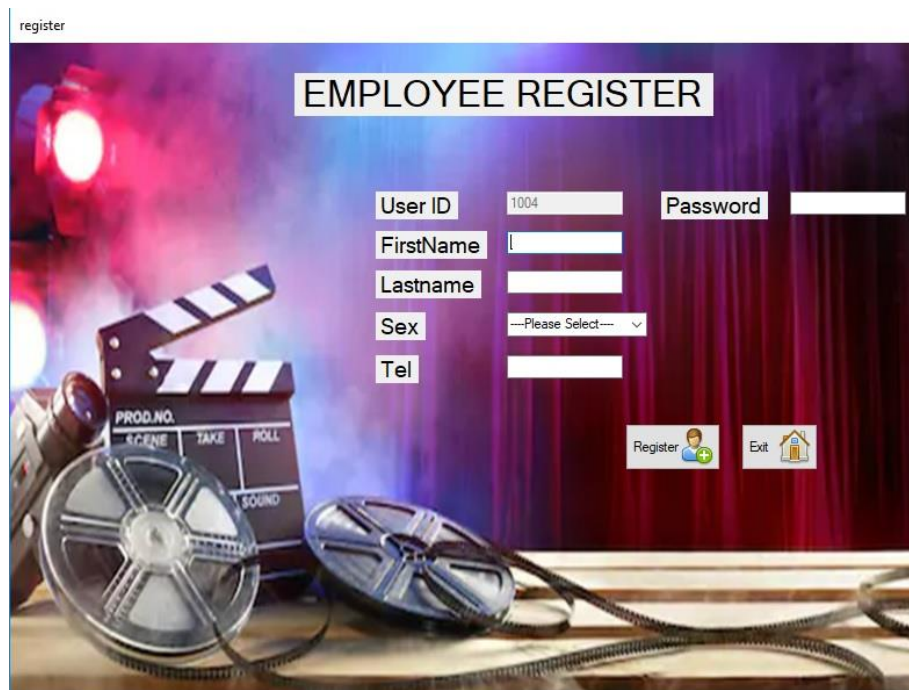 register
EMPLOYEE REGISTER
User ID 1004 Password
FirstName
Lastname
Sex ----Please Select----
Tel
Register Exit
PROD.NO.
SCENE TAKE ROLL
SOUND